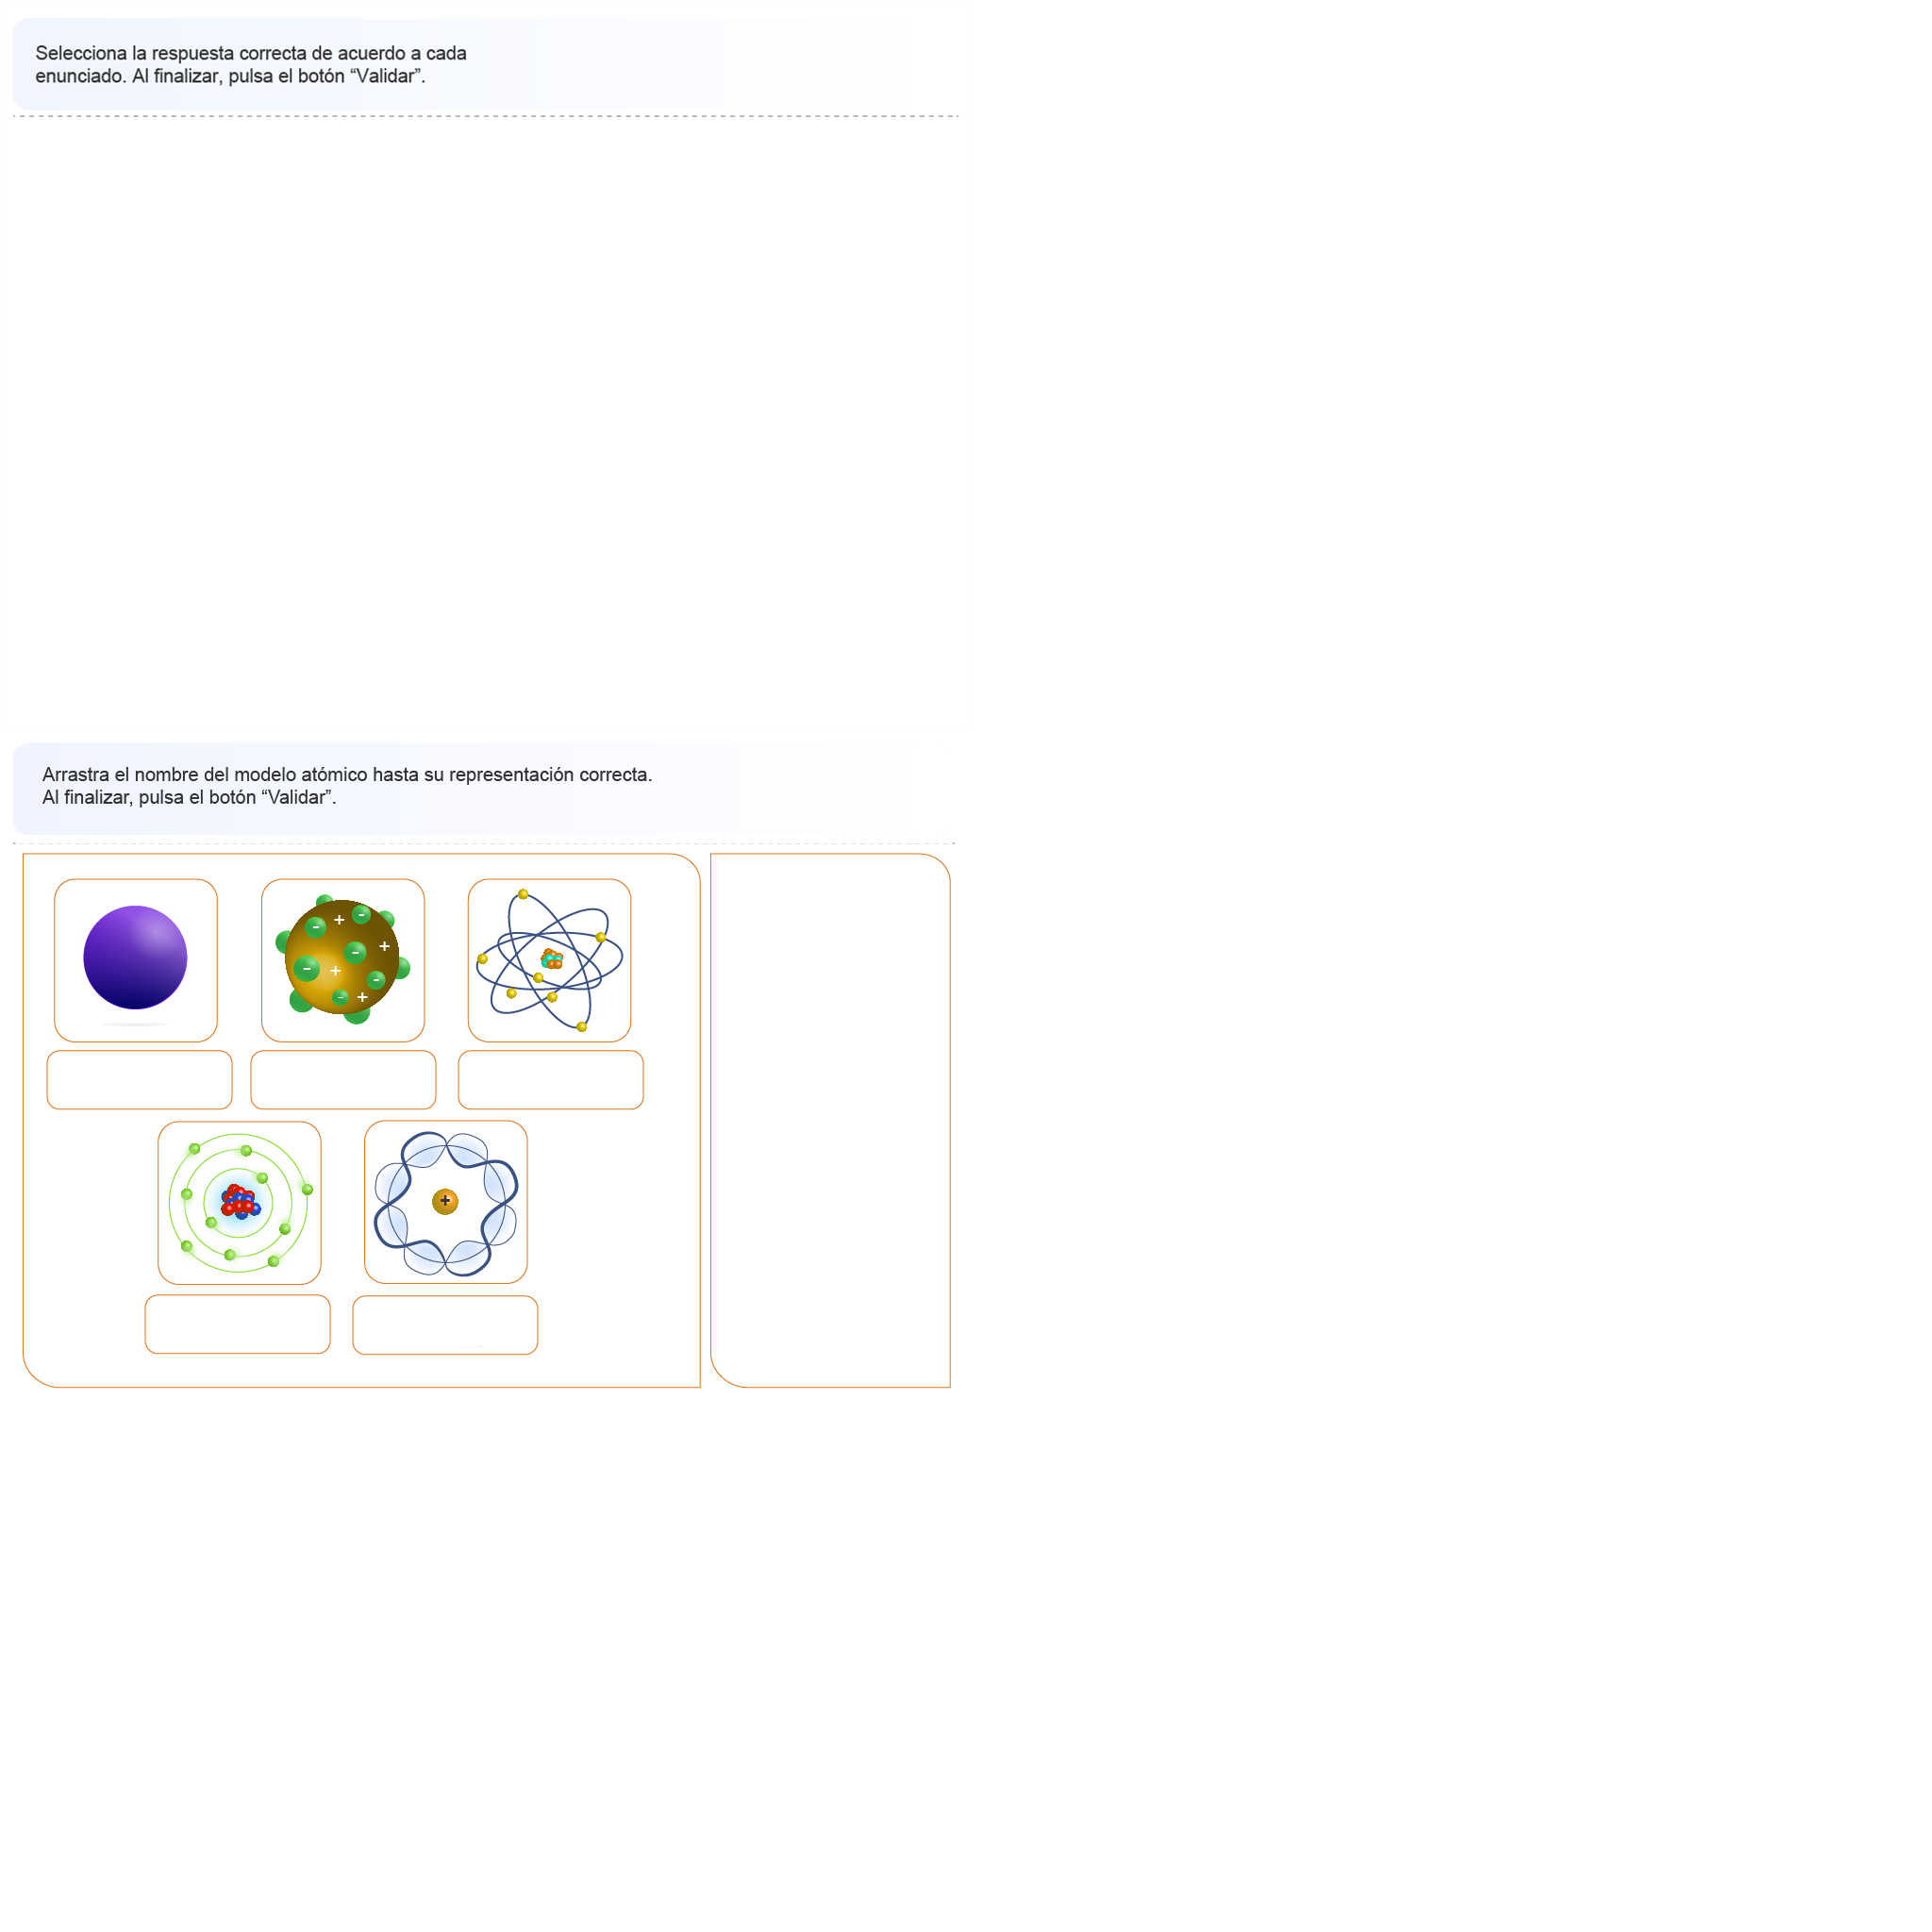 Selecciona la respuesta correcta de acuerdo a cada
enunciado. Al finalizar, pulsa el botón “Validar”.
Arrastra el nombre del modelo atómico hasta su representación correcta.
Al finalizar, pulsa el botón “Validar”.
- + - +
- - + -
- +
+